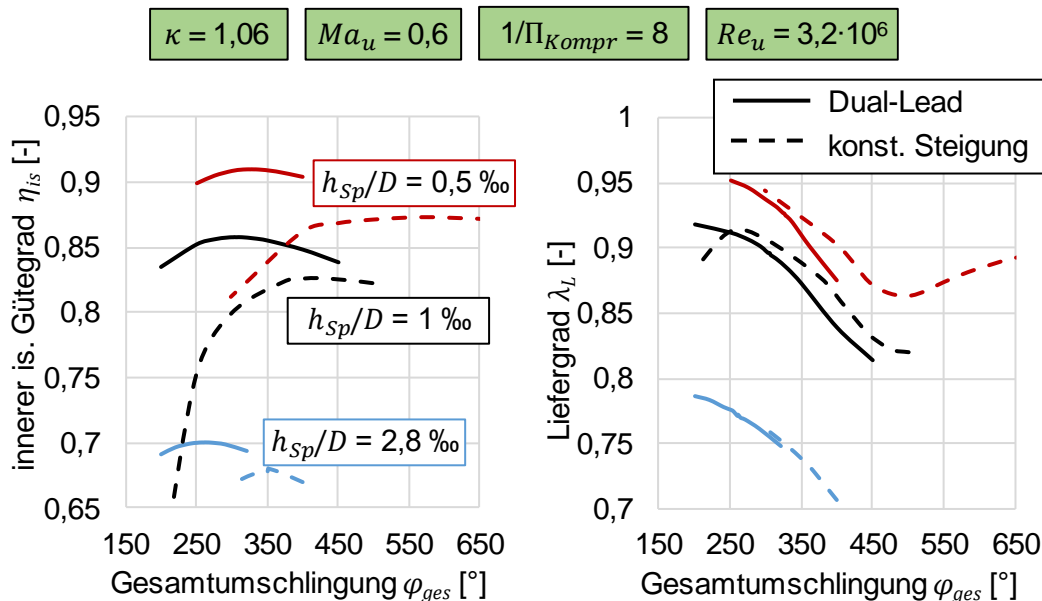 κ = 1,06
Ma_u = 0,6
1/Π_Kompr = 8
Re_u = 3,2·10⁶
innerer is. Gütegrad η_is [-]
0,95
0,9
0,85
0,8
0,75
0,7
0,65
150 250 350 450 550 650
Gesamtumschlingung φ_ges [°]
h_Sp/D = 0,5 ‰
h_Sp/D = 1 ‰
h_Sp/D = 2,8 ‰
Dual-Lead
konst. Steigung
Liefergrad λ_L [-]
1
0,95
0,9
0,85
0,8
0,75
0,7
150 250 350 450 550 650
Gesamtumschlingung φ_ges [°]